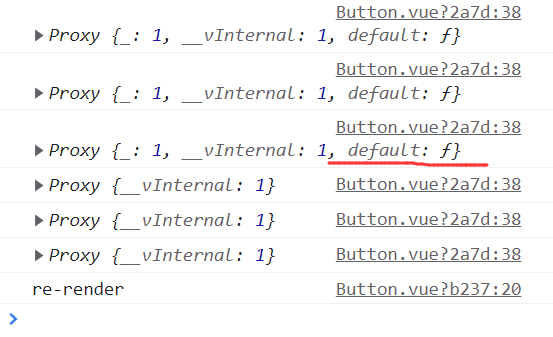 Button.vue?2a7d:38
▶Proxy {_: 1, __vInternal: 1, default: ƒ}
Button.vue?2a7d:38
▶Proxy {_: 1, __vInternal: 1, default: ƒ}
Button.vue?2a7d:38
▶Proxy {_: 1, __vInternal: 1, default: ƒ}
▶Proxy {__vInternal: 1} Button.vue?2a7d:38
▶Proxy {__vInternal: 1} Button.vue?2a7d:38
▶Proxy {__vInternal: 1} Button.vue?2a7d:38
re-render Button.vue?b237:20